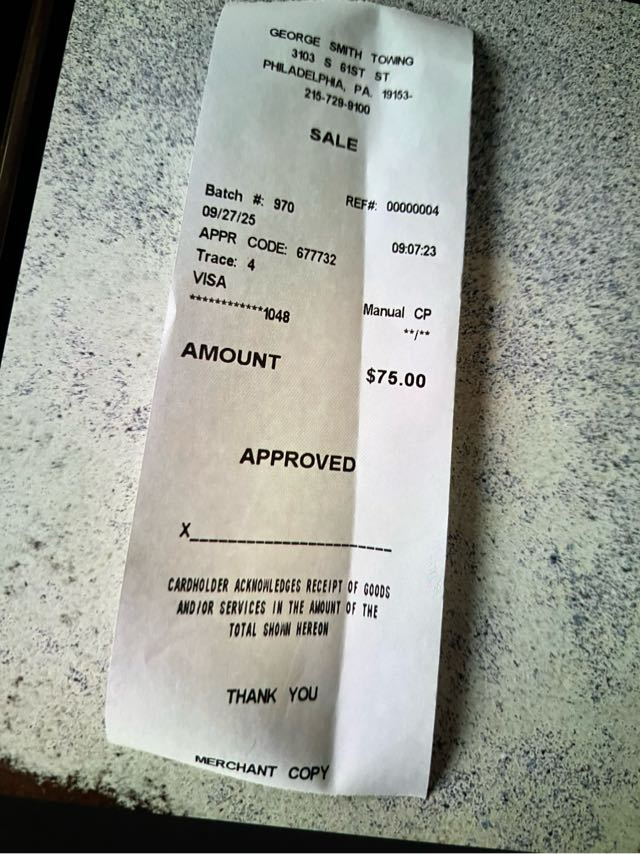 GEORGE SMITH TOWING
3103 S 61ST ST
PHILADELPHIA, PA. 19153-
215-729-9100
SALE
Batch #: 970 REF#: 00000004
09/27/25 09:07:23
APPR CODE: 677732
Trace: 4
VISA Manual CP
************1048 **/**
AMOUNT $75.00
APPROVED
X______________________
CARDHOLDER ACKNOWLEDGES RECEIPT OF GOODS
AND/OR SERVICES IN THE AMOUNT OF THE
TOTAL SHOWN HEREON
THANK YOU
MERCHANT COPY